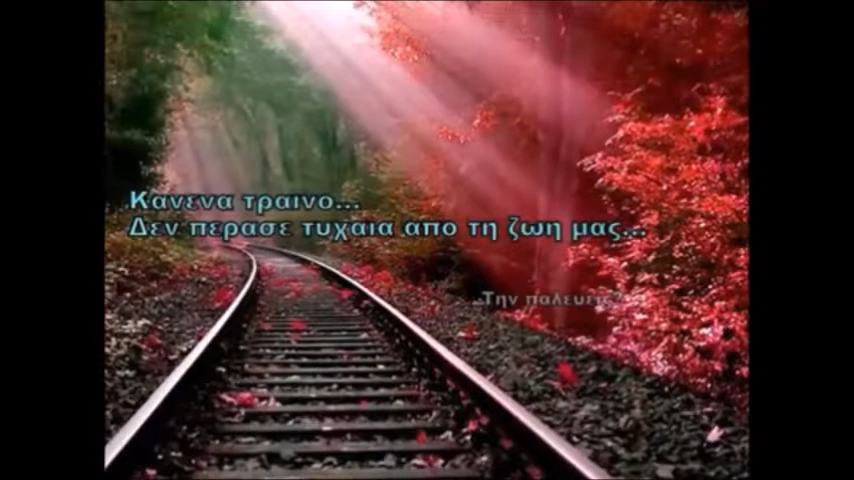 Κανενα τραινο...
Δεν περασε τυχαια απο τη ζωη μας...
..Την παλευεις?